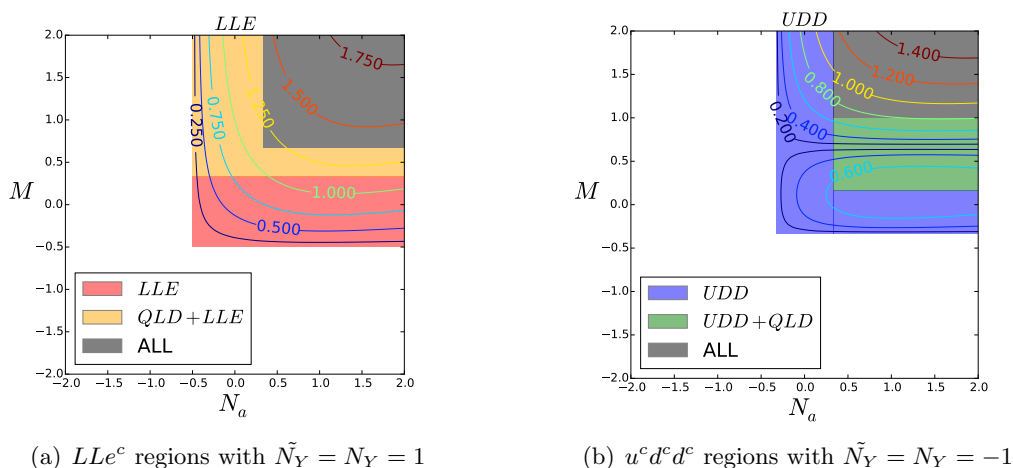 LLE
2.0
1.5
1.0
0.5
0.0
−0.5
−1.0
−1.5
−2.0
M
0.250
0.750
1.250
1.500
1.750
1.000
0.500
LLE
QLD+LLE
ALL
−2.0 −1.5 −1.0 −0.5 0.0 0.5 1.0 1.5 2.0
N_a
(a) LLe^c regions with Ñ_Y = N_Y = 1
UDD
2.0
1.5
1.0
0.5
0.0
−0.5
−1.0
−1.5
−2.0
M
0.200
0.400
0.800
1.000
1.200
1.400
0.600
UDD
UDD+QLD
ALL
−2.0 −1.5 −1.0 −0.5 0.0 0.5 1.0 1.5 2.0
N_a
(b) u^c d^c d^c regions with Ñ_Y = N_Y = −1